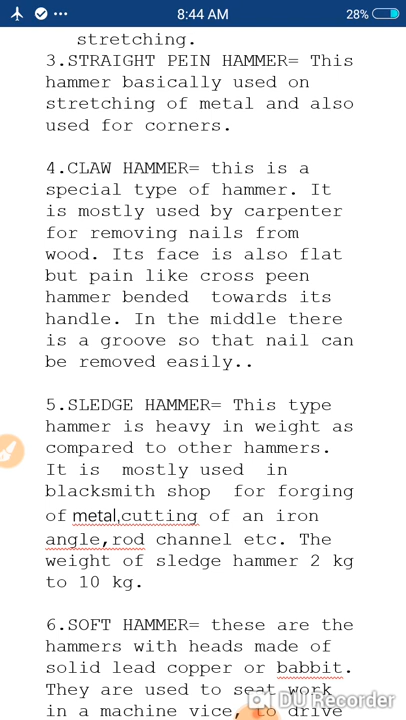 8:44 AM
28%
stretching.
3.STRAIGHT PEIN HAMMER= This
hammer basically used on
stretching of metal and also
used for corners.
4.CLAW HAMMER= this is a
special type of hammer. It
is mostly used by carpenter
for removing nails from
wood. Its face is also flat
but pain like cross peen
hammer bended towards its
handle. In the middle there
is a groove so that nail can
be removed easily..
5.SLEDGE HAMMER= This type
hammer is heavy in weight as
compared to other hammers.
It is mostly used in
blacksmith shop for forging
of metal,cutting of an iron
angle,rod channel etc. The
weight of sledge hammer 2 kg
to 10 kg.
6.SOFT HAMMER= these are the
hammers with heads made of
solid lead copper or babbit.
They are used to seat work
in a machine vice, to drive
DU Recorder